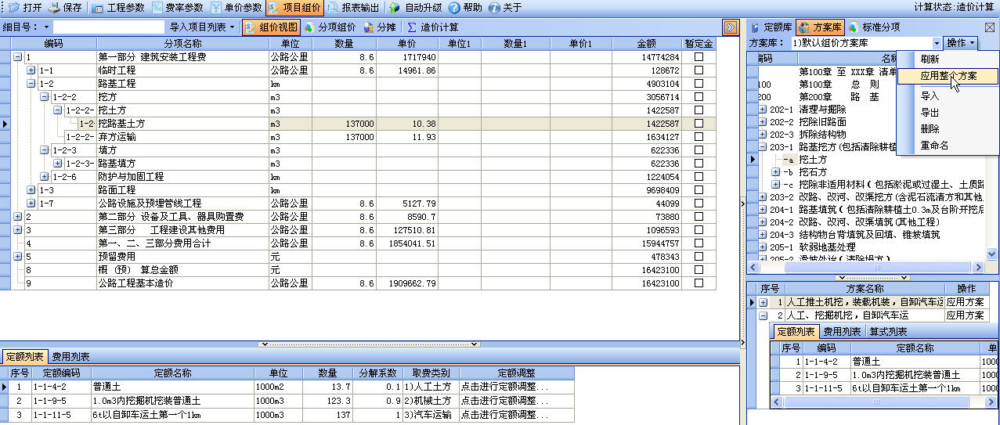 打开 保存 工程参数 费率参数 单价参数 项目组价 报表输出 自动升级 帮助 关于 计算状态:造价计算
细目号: 导入项目列表 组价视图 分项组价 分摊 Σ 造价计算
编码 分项名称 单位 数量 单价 单位1 数量1 单价1 金额 暂定金
1 第一部分 建筑安装工程费 公路公里 8.6 1717940 14774284
1-1 临时工程 公路公里 8.6 14961.86 128672
1-2 路基工程 km 4903104
1-2-2 挖方 m3 3056714
1-2-2- 挖土方 m3 1422587
1-2 挖路基土方 m3 137000 10.38 1422587
1-2-2- 弃方运输 m3 137000 11.93 1634127
1-2-3 填方 m3 622336
1-2-3- 路基填方 m3 622336
1-2-6 防护与加固工程 km 1224054
1-3 路面工程 km 9698409
1-7 公路设施及预埋管线工程 公路公里 8.6 5127.79 44099
2 第二部分 设备及工具、器具购置费 公路公里 8.6 8590.7 73880
3 第三部分 工程建设其他费用 公路公里 8.6 127510.81 1096593
4 第一、二、三部分费用合计 公路公里 8.6 1854041.51 15944757
5 预留费用 元 478343
8 概（预）算总金额 元 16423100
9 公路工程基本造价 公路公里 8.6 1909662.79 16423100
定额列表 费用列表
序号 定额编码 定额名称 单位 数量 分解系数 取费类别 定额调整
1 1-1-4-2 普通土 1000m2 13.7 0.1 1)人工土方 点击进行定额调整...
2 1-1-9-5 1.0m3内挖掘机挖装普通土 1000m3 123.3 0.9 2)机械土方 点击进行定额调整...
3 1-1-11-5 6t以自卸车运土第一个1km 1000m3 137 1 3)汽车运输 点击进行定额调整...
定额库 方案库 标准分项
方案库: 1)默认组价方案库 操作
刷新
应用整个方案
导入
导出
删除
重命名
编码 名
第100章 至 XXX章 清单
100 第100章 总 则
200 第200章 路 基
202-1 清理与掘除
202-2 挖除旧路面
202-3 拆除结构物
203-1 路基挖方(包括清除耕植
-a 挖土方
-b 挖石方
-c 挖除非适用材料(包括淤泥或过湿土、土质路
203-2 改路、改河、改渠挖方(含泥石流清方和其他
204-1 路基填筑(包括清除耕植土0.3m及台阶开挖后
204-2 改路、改河、改渠填筑(其他工程)
204-3 结构物台背填筑及回填、锥坡填筑
205-1 软弱地基处理
205-2 滑坡处治(清除塌方)
序号 方案名称 操作
1 人工推土机挖，装载机装，自卸汽车运 应用方案
2 人工、挖掘机挖，自卸汽车运 应用方案
定额列表 费用列表 算式列表
序号 编码 定额名称 单
1 1-1-4-2 普通土 1000
2 1-1-9-5 1.0m3内挖掘机挖装普通土 1000
3 1-1-11-5 6t以自卸车运土第一个1km 1000